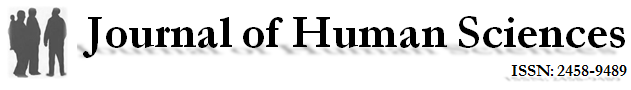 Journal of Human Sciences
ISSN: 2458-9489